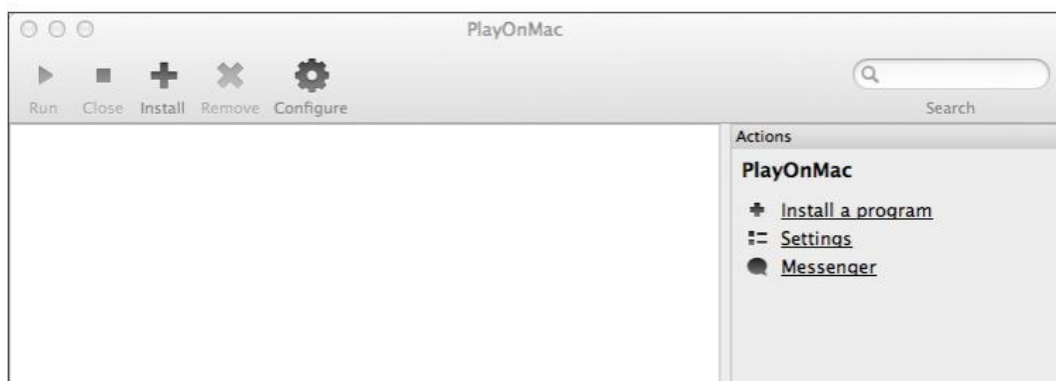 PlayOnMac
Run Close Install Remove Configure
Search
Actions
PlayOnMac
Install a program
Settings
Messenger